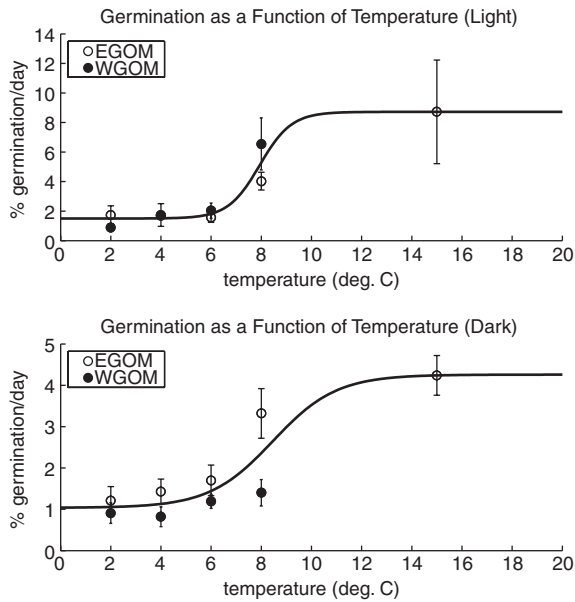 Germination as a Function of Temperature (Light)
14
12
10
8
6
4
2
0
EGOM
WGOM
% germination/day
0 2 4 6 8 10 12 14 16 18 20
temperature (deg. C)
Germination as a Function of Temperature (Dark)
5
4
3
2
1
0
EGOM
WGOM
% germination/day
0 2 4 6 8 10 12 14 16 18 20
temperature (deg. C)